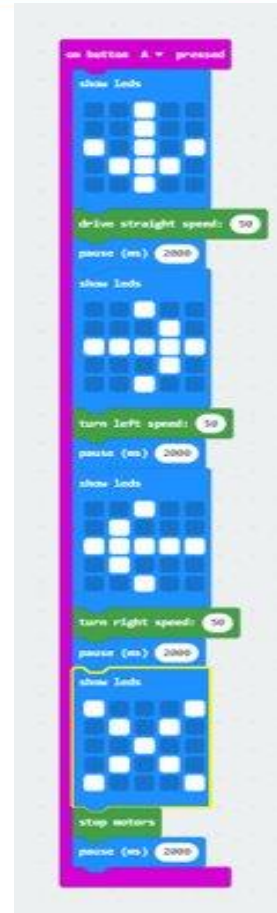 on button A pressed
show leds
drive straight speed: 50
pause (ms) 2000
show leds
turn left speed: 50
pause (ms) 2000
show leds
turn right speed: 50
pause (ms) 2000
show leds
stop motors
pause (ms) 2000